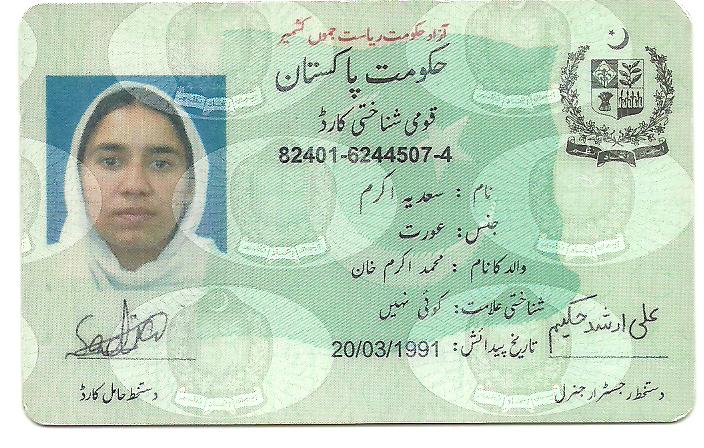 آزاد حکومت ریاست جموں کشمیر
حکومت پاکستان
قومی شناختی کارڈ
82401-6244507-4
نام : سعدیہ اکرم
جنس: عورت
والد کا نام : محمد اکرم خان
شناختی علامت: کوئی نہیں
تاریخ پیدائش: 20/03/1991
Sadia
دستخط حامل کارڈ
علی ارشد حکیم
دستخط رجسٹرار جنرل